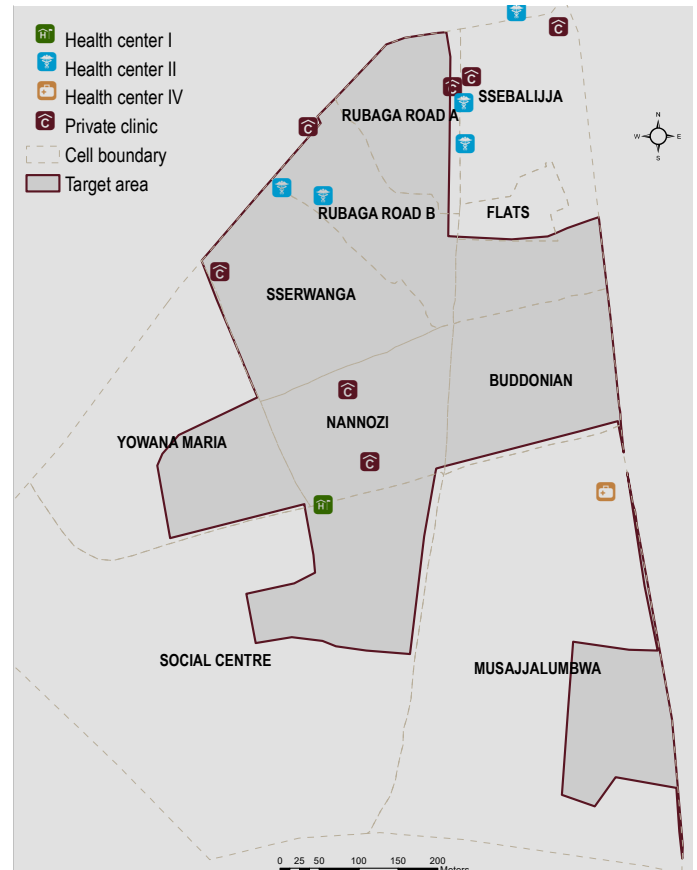 Health center I
Health center II
Health center IV
Private clinic
Cell boundary
Target area
SSEBALIJJA
RUBAGA ROAD A
N
W E
S
RUBAGA ROAD B
FLATS
SSERWANGA
BUDDONIAN
NANNOZI
YOWANA MARIA
SOCIAL CENTRE
MUSAJJALUMBWA
0 25 50 100 150 200
Meters